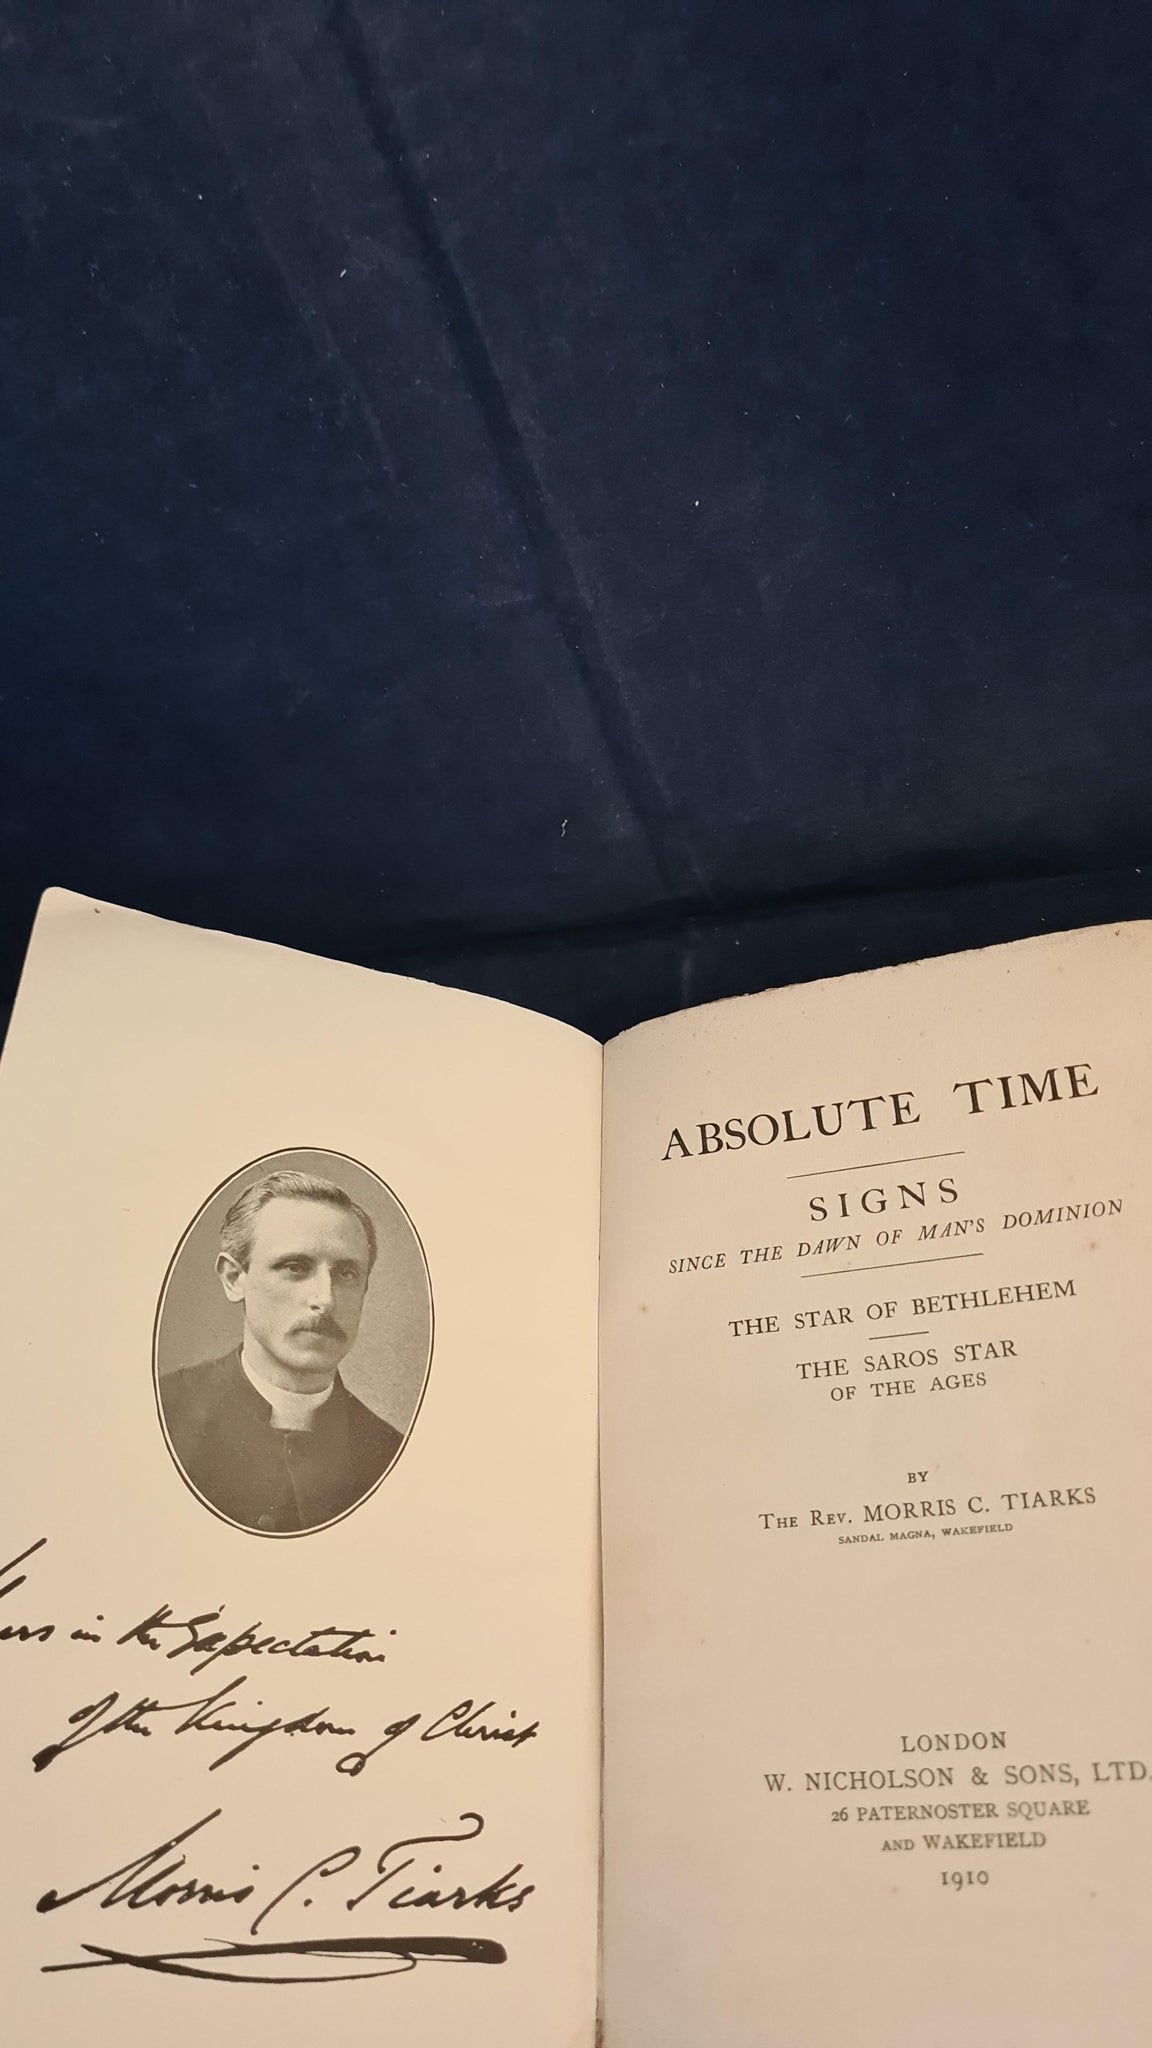 in the Expectation
of the Kingdom of Christ
Morris C. Tiarks
ABSOLUTE TIME
SIGNS
SINCE THE DAWN OF MAN'S DOMINION
THE STAR OF BETHLEHEM
THE SAROS STAR
OF THE AGES
BY
THE REV. MORRIS C. TIARKS
SANDAL MAGNA, WAKEFIELD
LONDON
W. NICHOLSON & SONS, LTD.
26 PATERNOSTER SQUARE
AND WAKEFIELD
1910